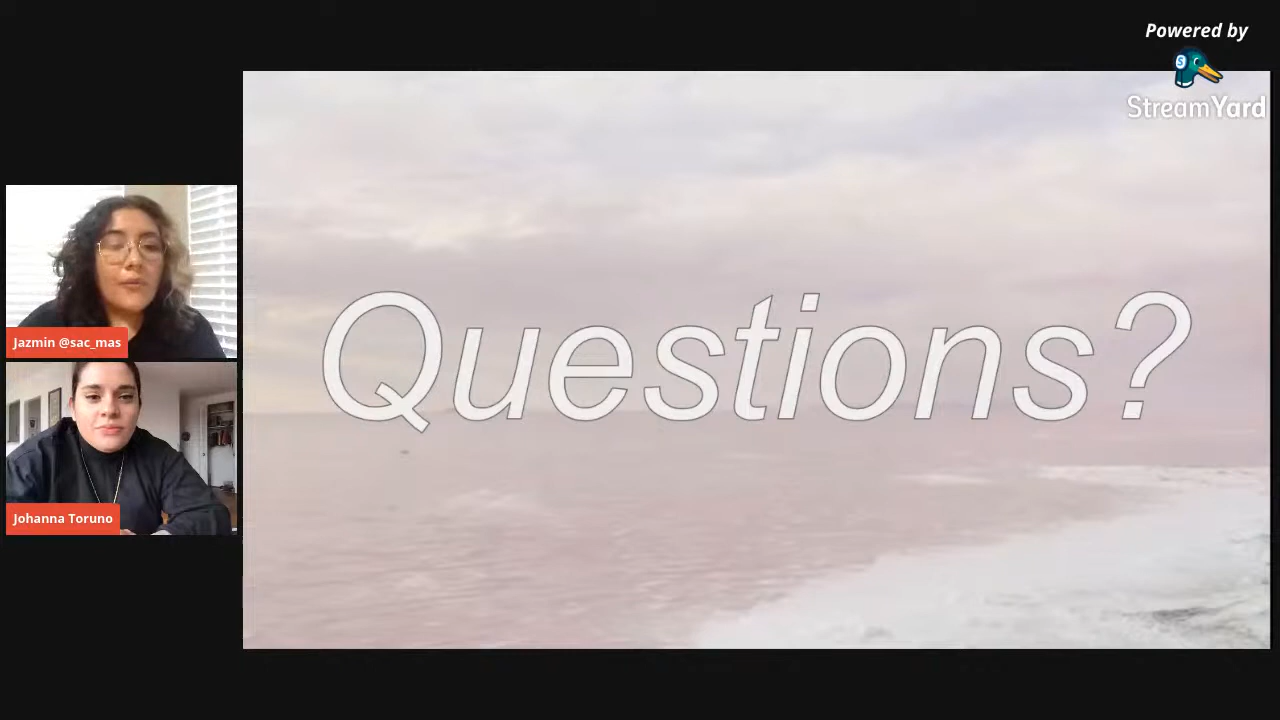 Powered by
StreamYard
Jazmin @sac_mas
Questions?
Johanna Toruno